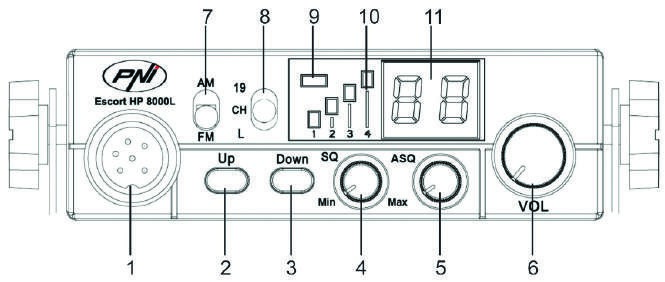 7 8 9 10 11
PNI
Escort HP 8000L
AM
FM
19
CH
L
1 2 3 4
88
Up
Down
SQ
Min
ASQ
Max
VOL
1 2 3 4 5 6